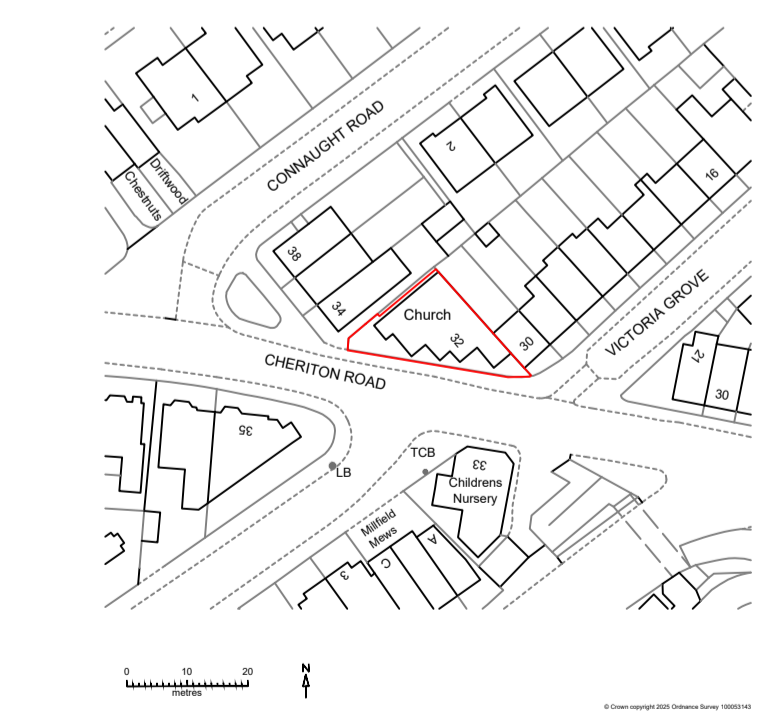 1
CONNAUGHT ROAD
2
Driftwood
Chestnuts
16
38
34
Church
32
30
VICTORIA GROVE
CHERITON ROAD
21
30
35
TCB
LB
33
Childrens
Nursery
Millfield
Mews
A
C
3
0 10 20
metres
N
© Crown copyright 2025 Ordnance Survey 100053143